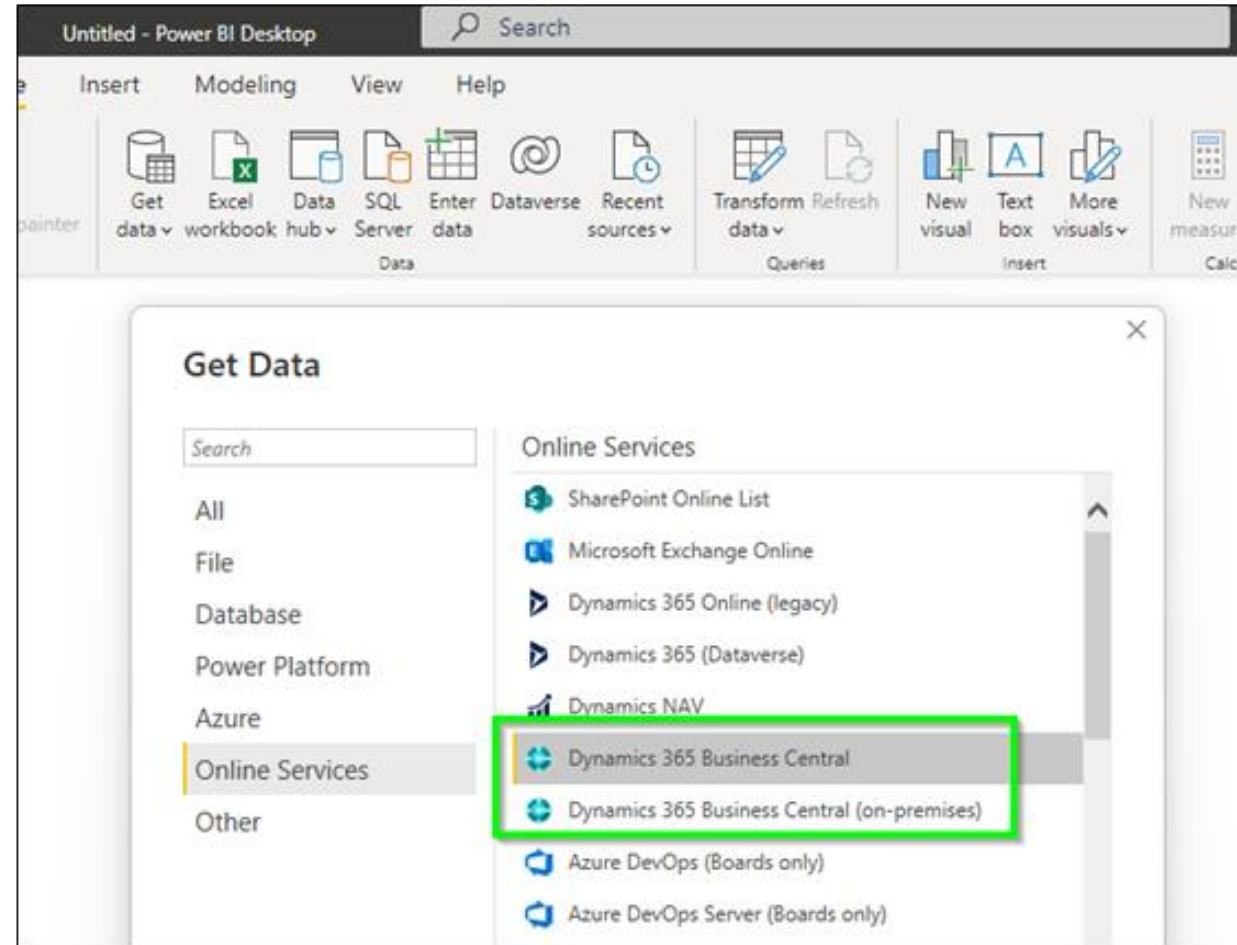 Untitled - Power BI Desktop
Search
Insert Modeling View Help
painter
Get data
Excel workbook
Data hub
SQL Server
Enter data
Dataverse
Recent sources
Data
Transform data
Refresh
Queries
New visual
Text box
More visuals
Insert
New
Get Data
Search
All
File
Database
Power Platform
Azure
Online Services
Other
Online Services
SharePoint Online List
Microsoft Exchange Online
Dynamics 365 Online (legacy)
Dynamics 365 (Dataverse)
Dynamics NAV
Dynamics 365 Business Central
Dynamics 365 Business Central (on-premises)
Azure DevOps (Boards only)
Azure DevOps Server (Boards only)